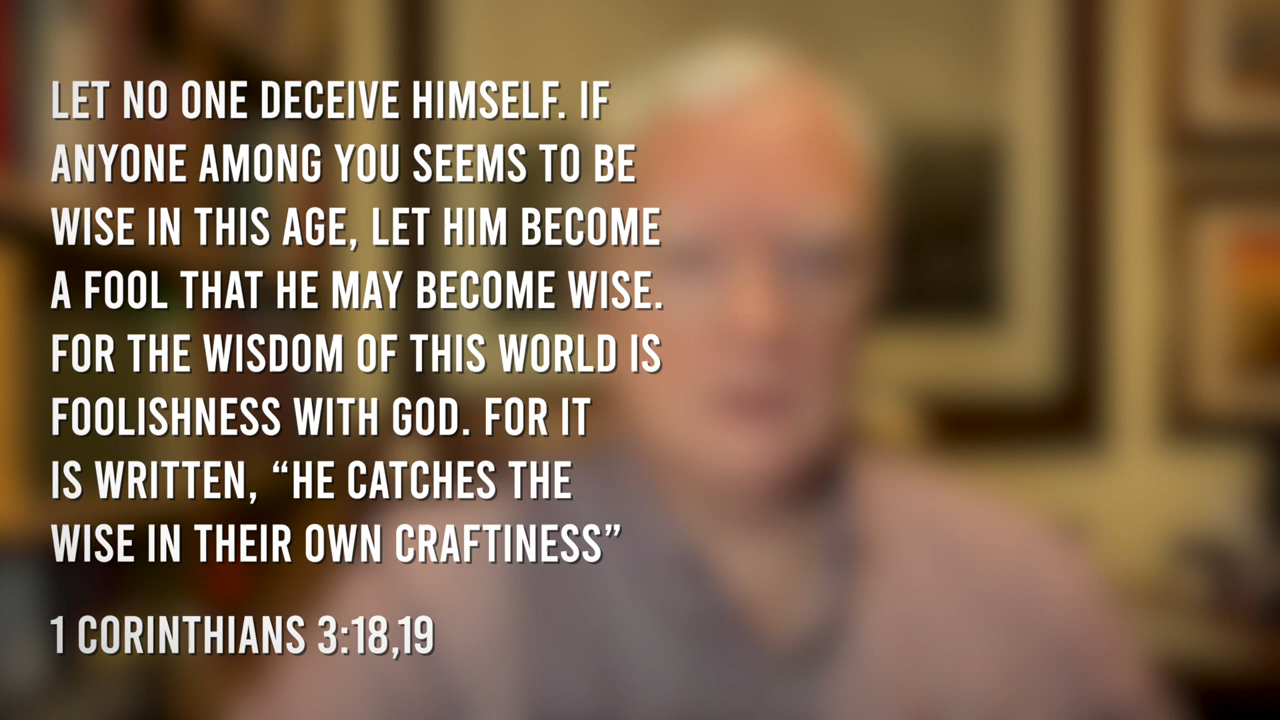 LET NO ONE DECEIVE HIMSELF. IF
ANYONE AMONG YOU SEEMS TO BE
WISE IN THIS AGE, LET HIM BECOME
A FOOL THAT HE MAY BECOME WISE.
FOR THE WISDOM OF THIS WORLD IS
FOOLISHNESS WITH GOD. FOR IT
IS WRITTEN, “HE CATCHES THE
WISE IN THEIR OWN CRAFTINESS”
1 CORINTHIANS 3:18,19